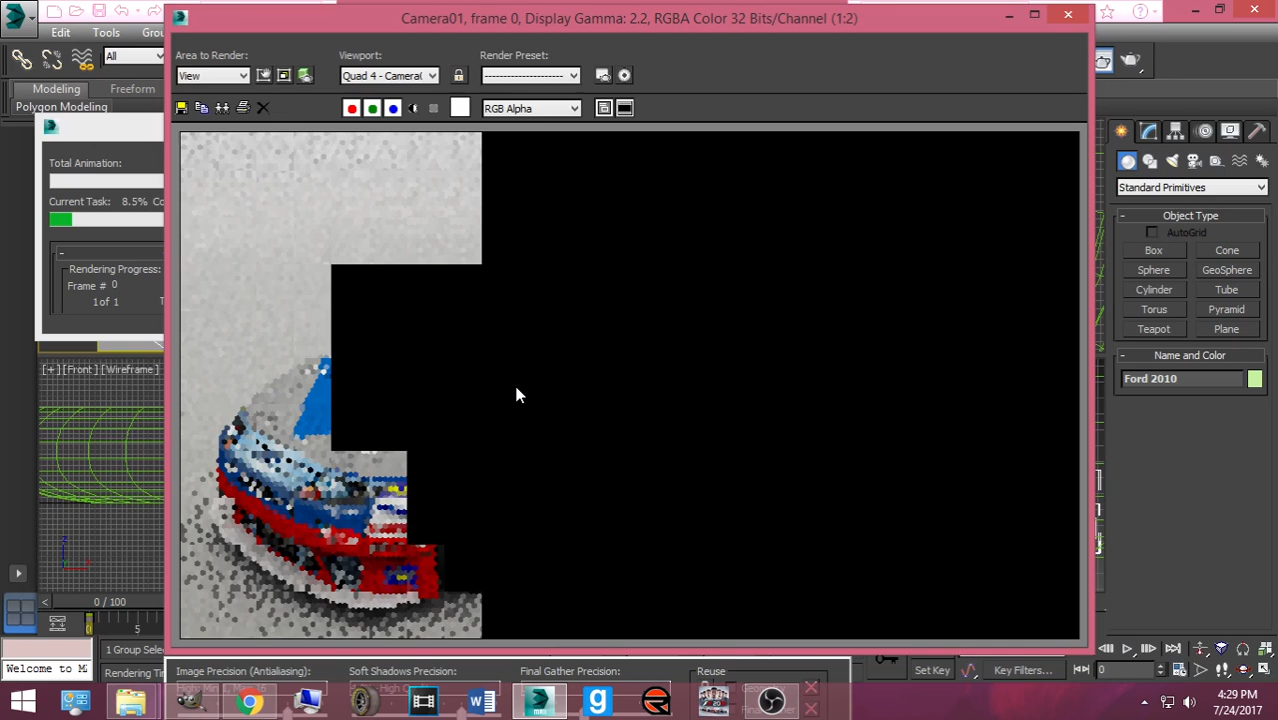 Camera01, frame 0, Display Gamma: 2.2, RGBA Color 32 Bits/Channel (1:2)
Edit Tools
All
Modeling Freeform
Polygon Modeling
Area to Render: Viewport: Render Preset:
View Quad 4 - Camera
RGB Alpha
Total Animation:
Current Task: 8.5%
Rendering Progress:
Frame # 0
1 of 1
Standard Primitives
- Object Type
AutoGrid
Box Cone
Sphere GeoSphere
Cylinder Tube
Torus Pyramid
Teapot Plane
- Name and Color
Ford 2010
[+] [Front] [Wireframe]
z
x
< 0 / 100
0 5
1 Group
Welcome to M
Rendering
Image Precision (Antialiasing): Soft Shadows Precision: Final Gather Precision: Reuse
Set Key Key Filters...
0
4:29 PM
7/24/2017